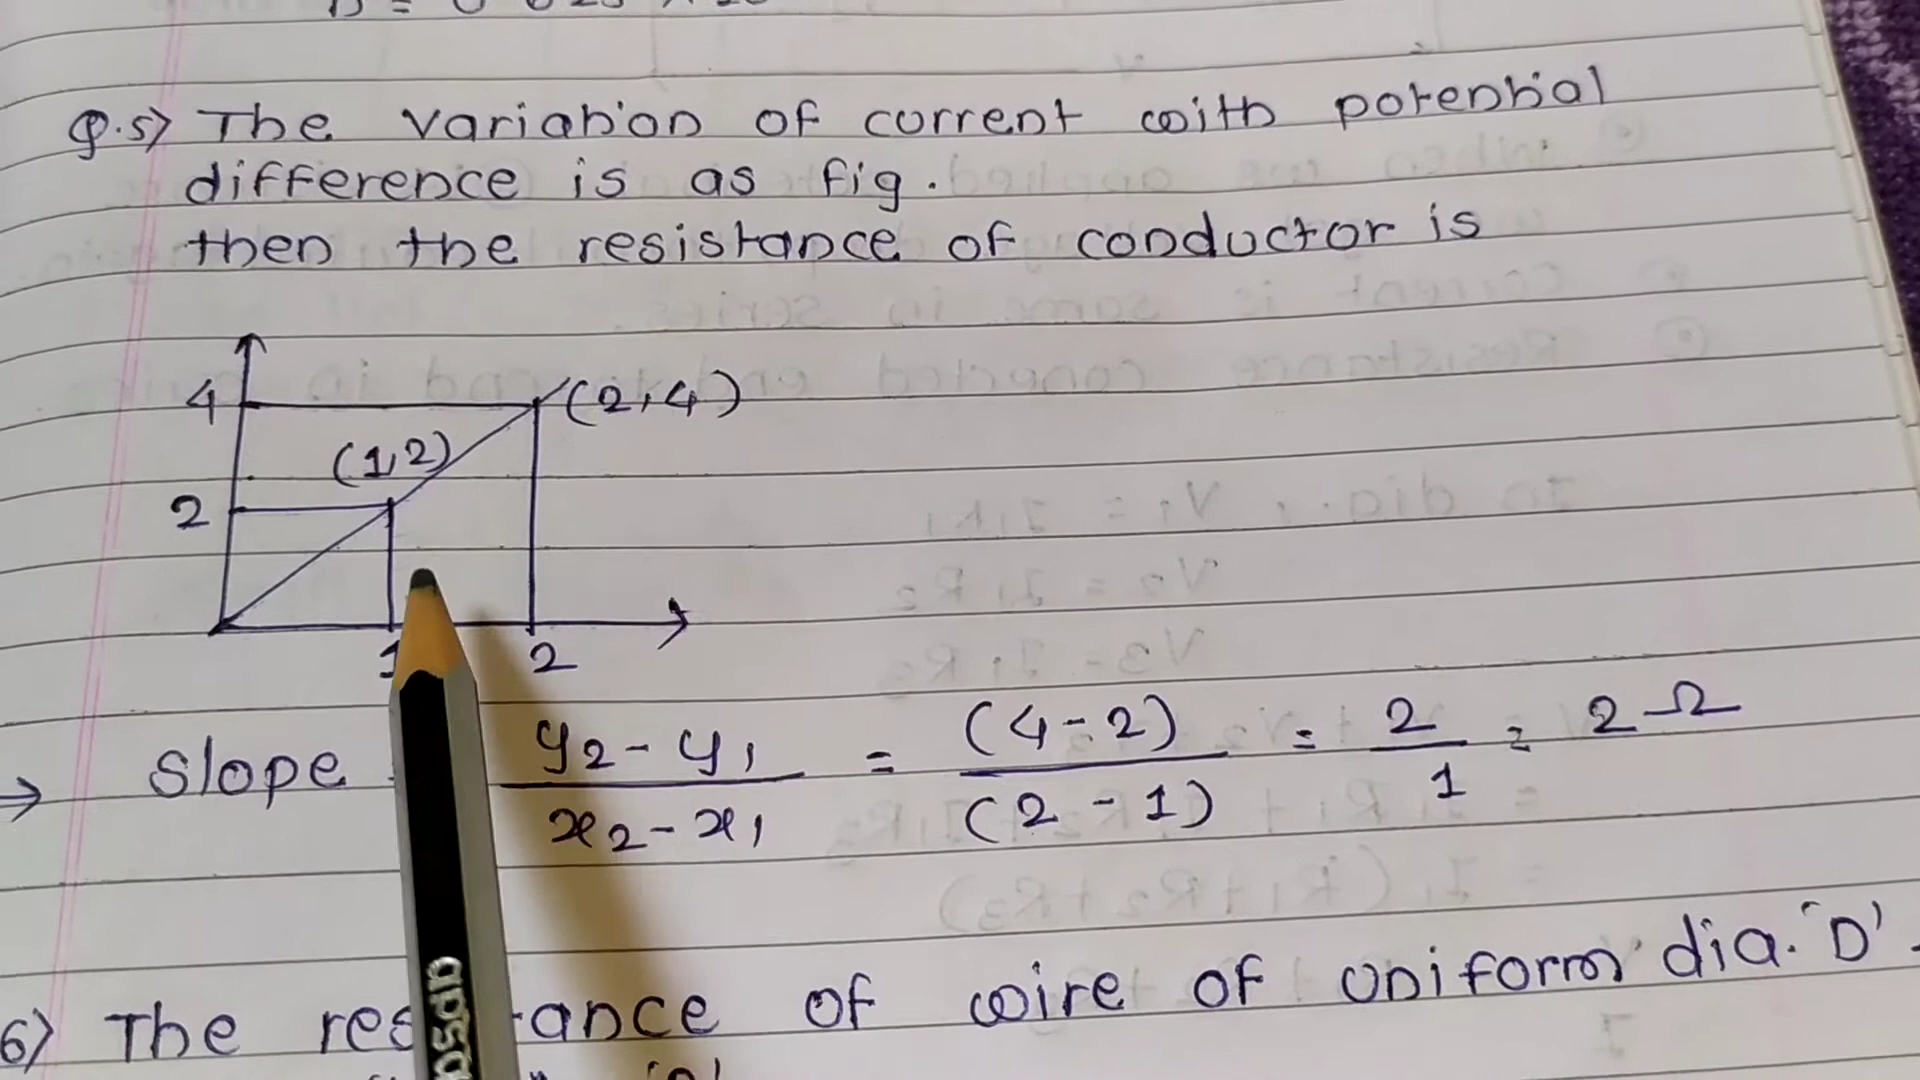 Q.5) The variation of current with potential
difference is as fig.
then the resistance of conductor is
4
(2,4)
(1,2)
2
1 2
→ Slope y2 - y1 / x2 - x1 = (4-2) / (2-1) = 2/1 = 2 Ω
6) The res ance of wire of uniform dia. 'D'
apsa